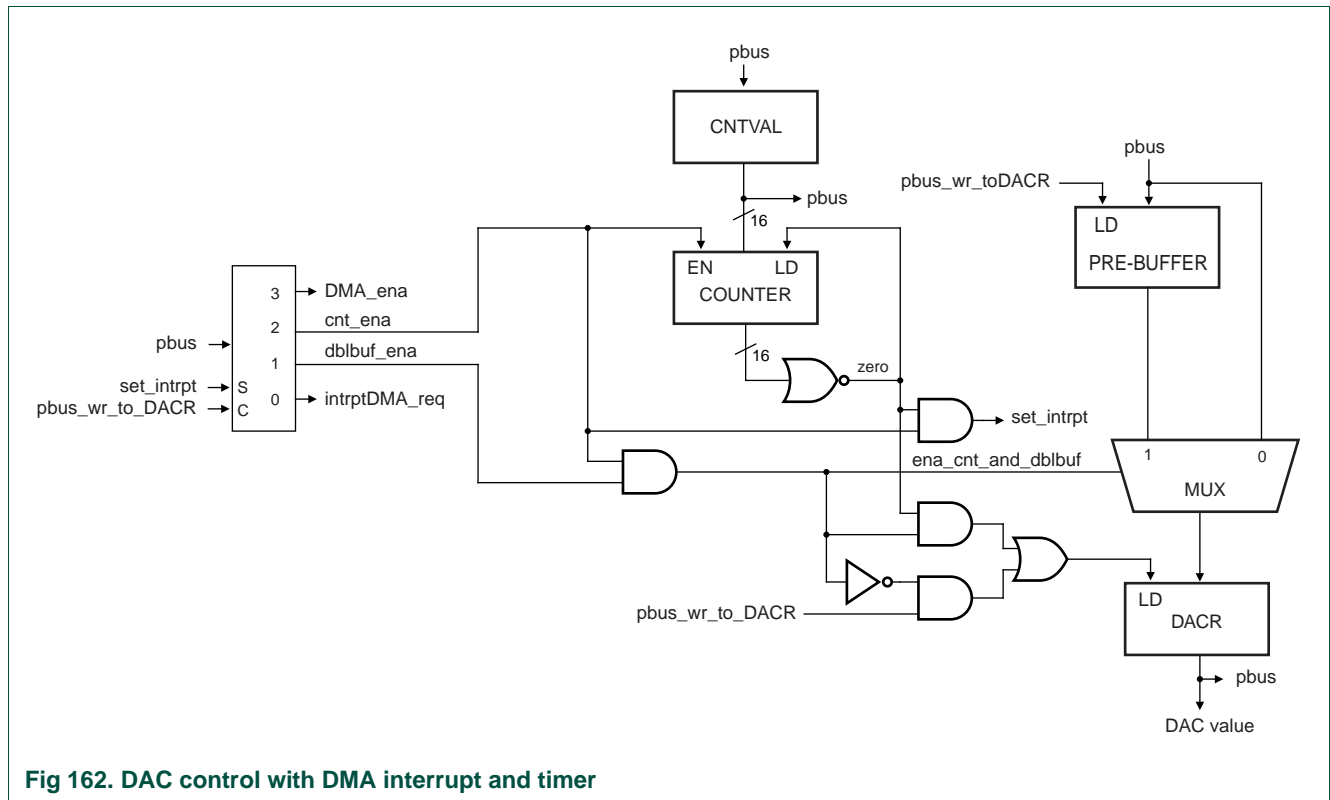 pbus
CNTVAL
pbus
pbus_wr_toDACR
pbus
16
LD
PRE-BUFFER
EN LD
COUNTER
3 DMA_ena
2 cnt_ena
pbus
1 dblbuf_ena
16
zero
set_intrpt S
0 intrptDMA_req
pbus_wr_to_DACR C
set_intrpt
ena_cnt_and_dblbuf
1 0
MUX
pbus_wr_to_DACR
LD
DACR
pbus
DAC value
Fig 162. DAC control with DMA interrupt and timer